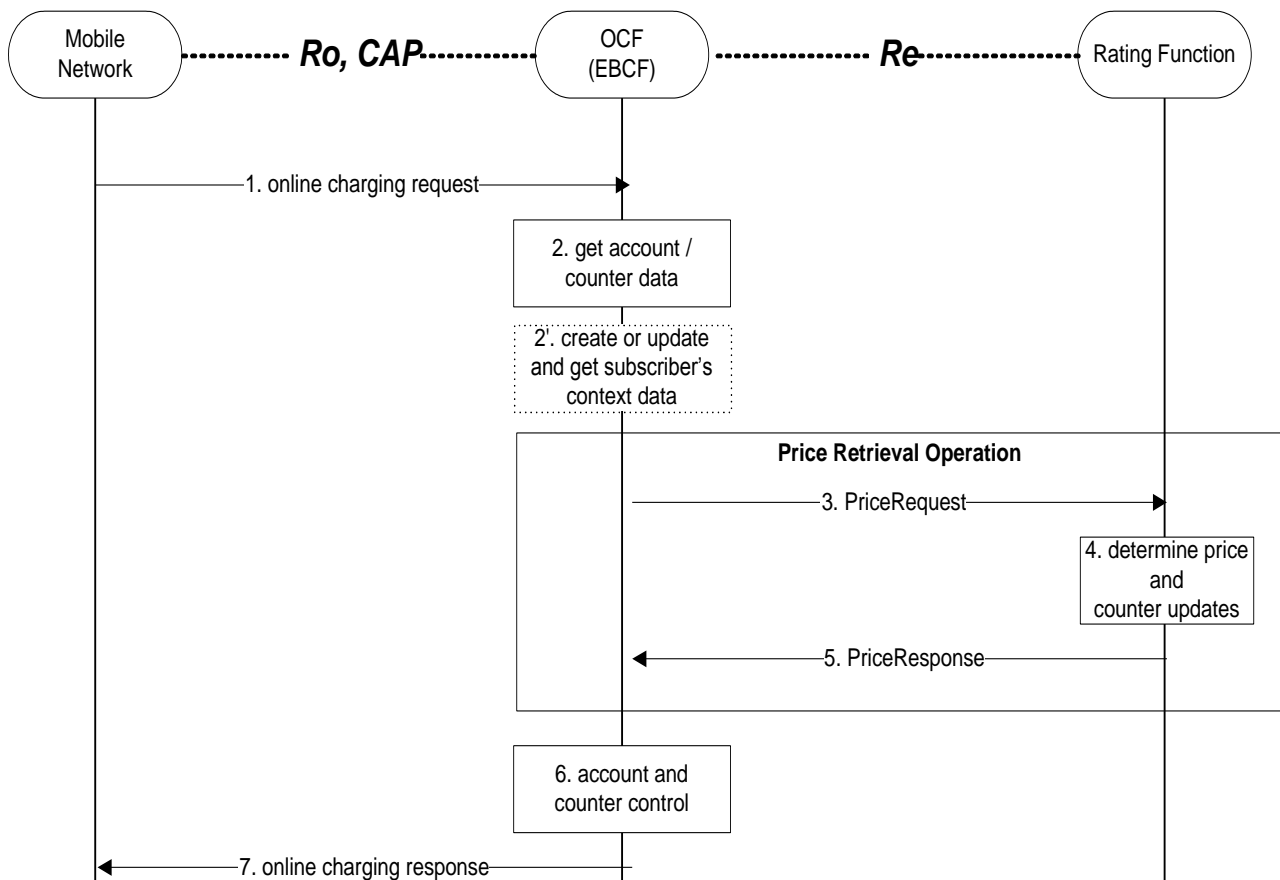 Mobile
Network
Ro, CAP
OCF
(EBCF)
Re
Rating Function
1. online charging request
2. get account /
counter data
2'. create or update
and get subscriber's
context data
Price Retrieval Operation
3. PriceRequest
4. determine price
and
counter updates
5. PriceResponse
6. account and
counter control
7. online charging response